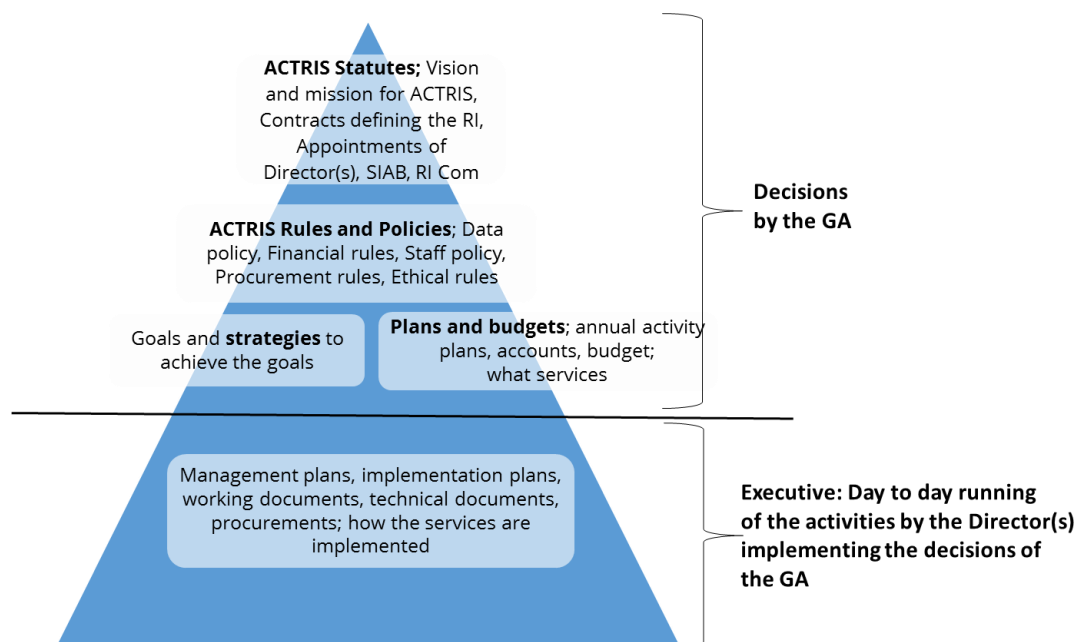 ACTRIS Statutes; Vision
and mission for ACTRIS,
Contracts defining the RI,
Appointments of
Director(s), SIAB, RI Com
Decisions
by the GA
ACTRIS Rules and Policies; Data
policy, Financial rules, Staff policy,
Procurement rules, Ethical rules
Goals and strategies to
achieve the goals
Plans and budgets; annual activity
plans, accounts, budget;
what services
Management plans, implementation plans,
working documents, technical documents,
procurements; how the services are
implemented
Executive: Day to day running
of the activities by the Director(s)
implementing the decisions of
the GA